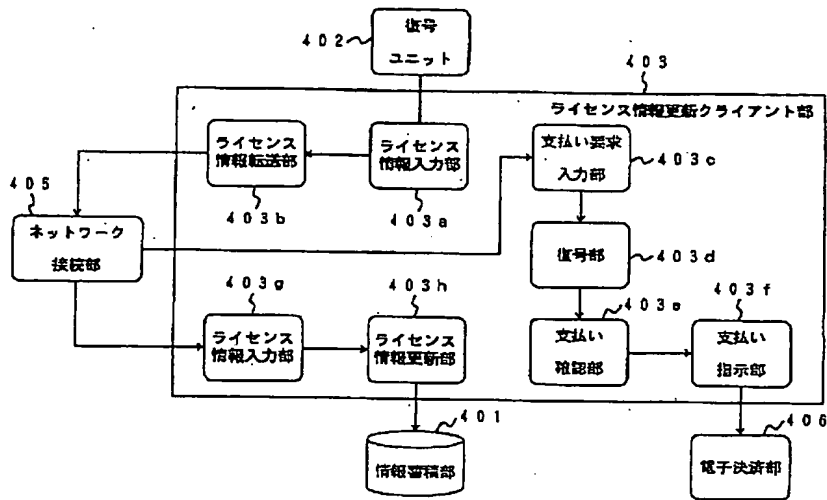 402
復号
ユニット
403
ライセンス情報更新クライアント部
ライセンス
情報転送部
403b
ライセンス
情報入力部
403a
支払い要求
入力部
403c
405
ネットワーク
接続部
復号部
403d
403g
ライセンス
情報入力部
403h
ライセンス
情報更新部
403e
支払い
確認部
403f
支払い
指示部
401
情報蓄積部
406
電子決済部